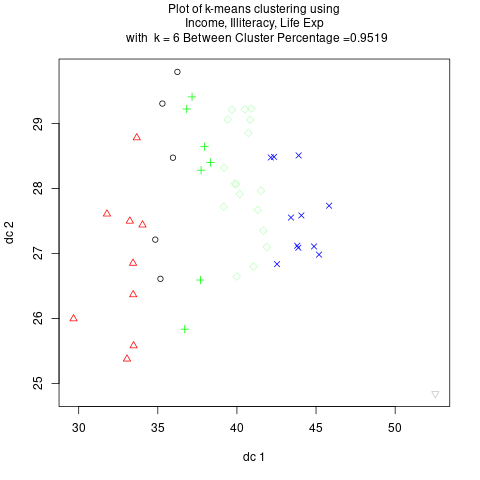 Plot of k-means clustering using
Income, Illiteracy, Life Exp
with  k = 6 Between Cluster Percentage =0.9519
dc 2
29
28
27
26
25
30 35 40 45 50
dc 1